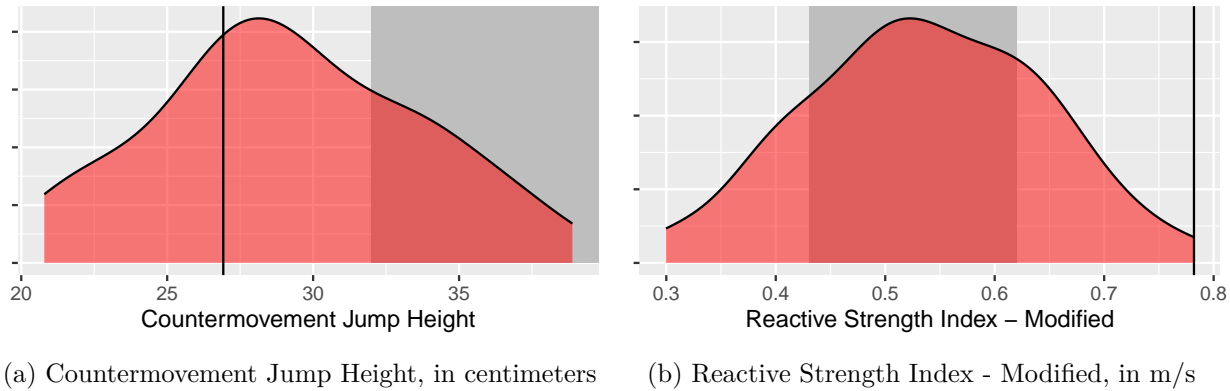 20 25 30 35
Countermovement Jump Height
(a) Countermovement Jump Height, in centimeters
0.3 0.4 0.5 0.6 0.7 0.8
Reactive Strength Index – Modified
(b) Reactive Strength Index - Modified, in m/s